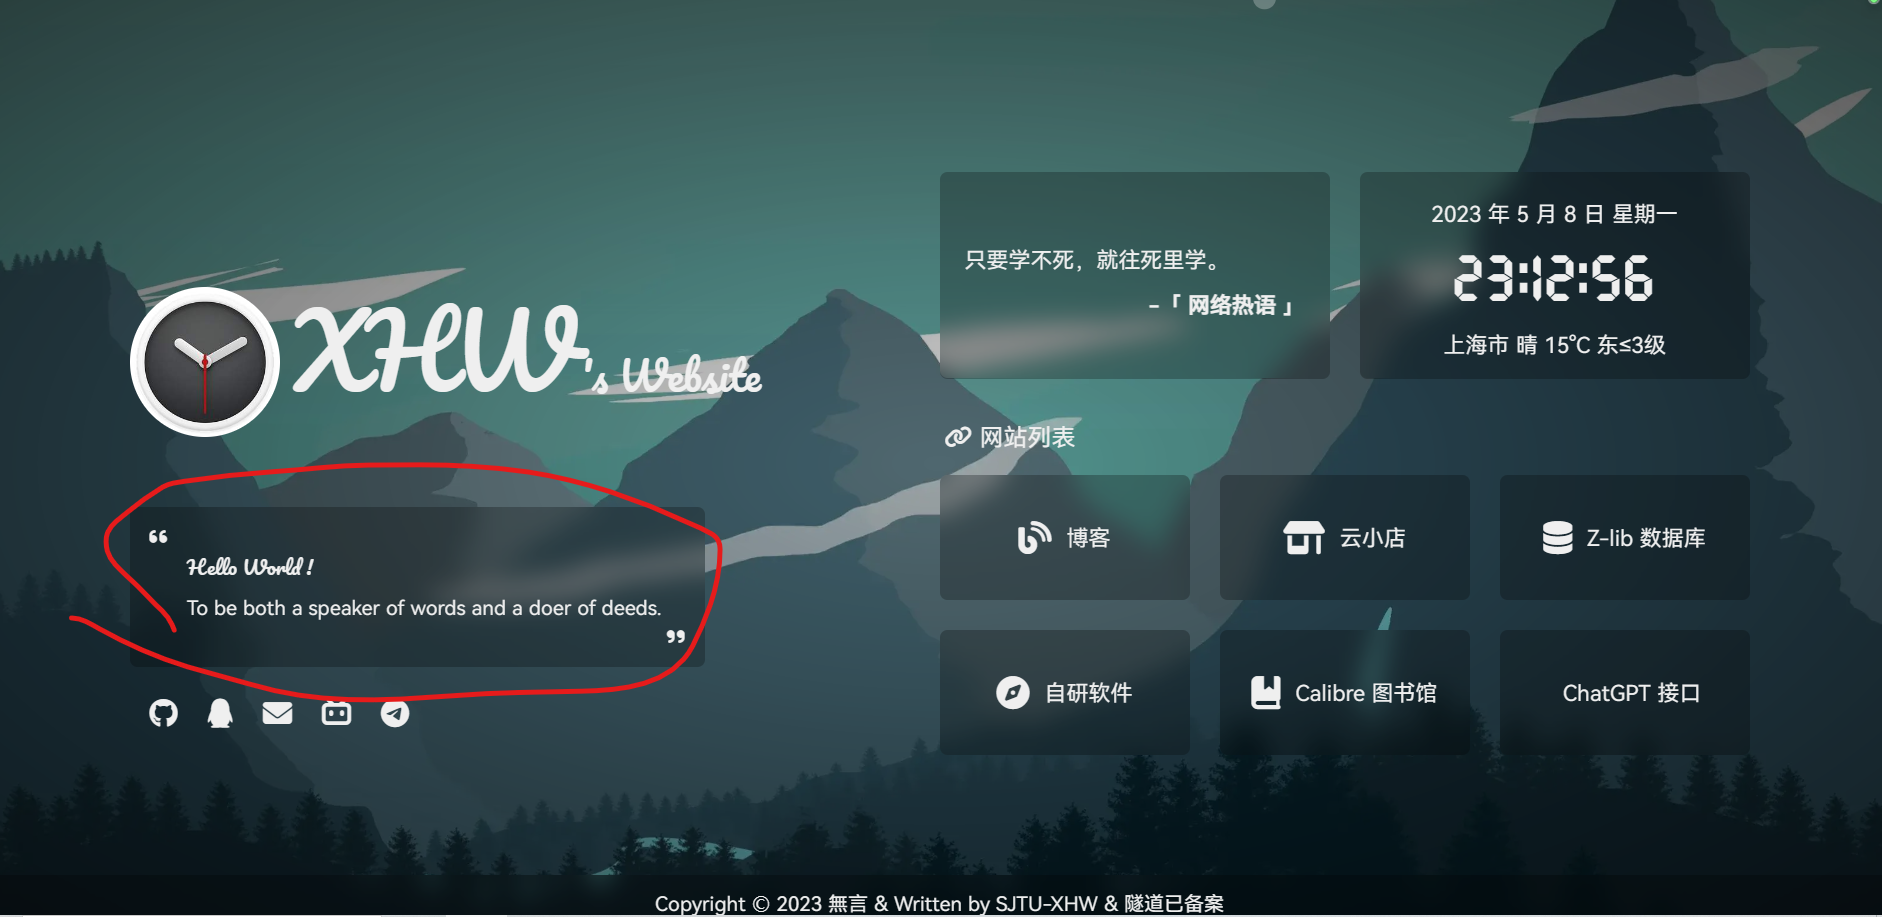 XHW's Website
“
Hello World !
To be both a speaker of words and a doer of deeds.
”
只要学不死，就往死里学。
-「 网络热语 」
2023 年 5 月 8 日 星期一
23:12:56
上海市 晴 15℃ 东≤3级
网站列表
博客
云小店
Z-lib 数据库
自研软件
Calibre 图书馆
ChatGPT 接口
Copyright © 2023 無言 & Written by SJTU-XHW & 隧道已备案